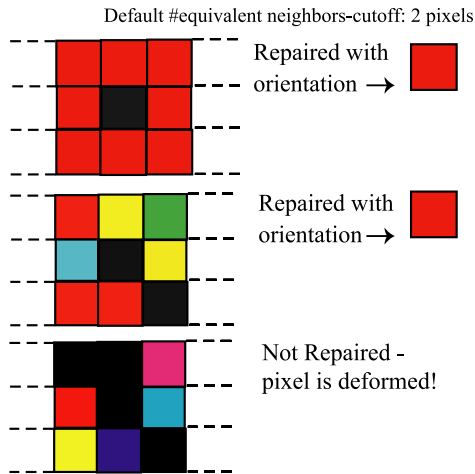 Default #equivalent neighbors-cutoff: 2 pixels
Repaired with
orientation →
Repaired with
orientation →
Not Repaired -
pixel is deformed!